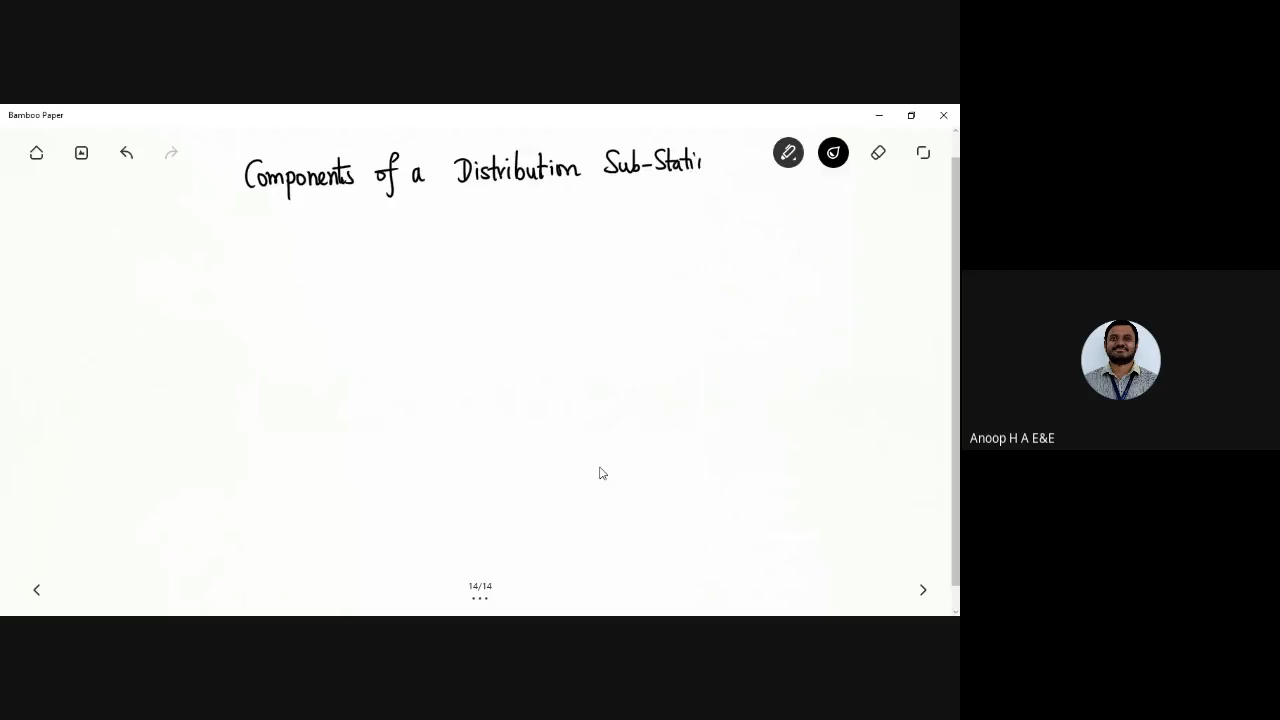 Bamboo Paper
Components of a Distribution Sub-Stati
14/14
Anoop H A E&E